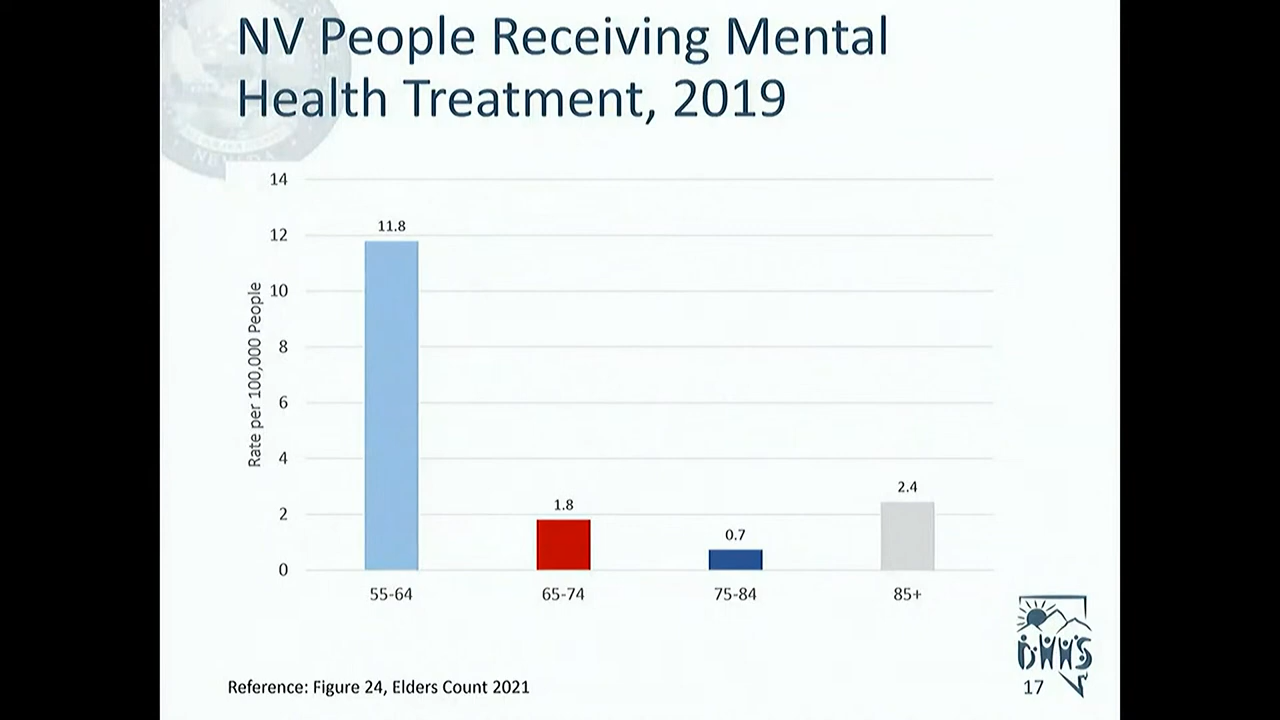 NV People Receiving Mental
Health Treatment, 2019
NEVADA
14
12
10
8
6
4
2
0
Rate per 100,000 People
11.8
1.8
0.7
2.4
55-64
65-74
75-84
85+
DHHS
Reference: Figure 24, Elders Count 2021
17